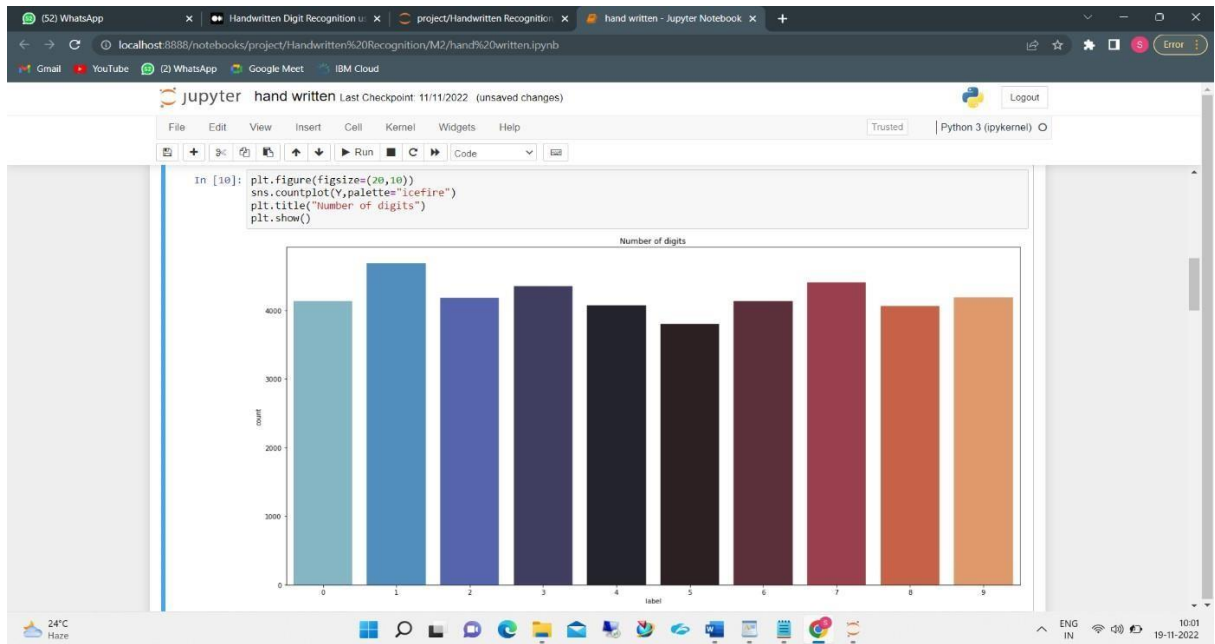 (52) WhatsApp
Handwritten Digit Recognition u
project/Handwritten Recognition
hand written - Jupyter Notebook
localhost:8888/notebooks/project/Handwritten%20Recognition/M2/hand%20written.ipynb
S
Error
Gmail YouTube (2) WhatsApp Google Meet IBM Cloud
jupyter hand written Last Checkpoint: 11/11/2022 (unsaved changes) Logout
File Edit View Insert Cell Kernel Widgets Help Trusted Python 3 (ipykernel)
Run Code
In [10]: plt.figure(figsize=(20,10))
sns.countplot(Y,palette="icefire")
plt.title("Number of digits")
plt.show()
Number of digits
4000
3000
count
2000
1000
0
0 1 2 3 4 5 6 7 8 9
label
24°C
Haze
ENG
IN
10:01
19-11-2022